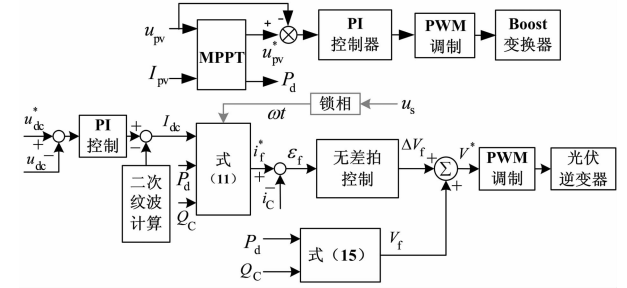 u_pv
I_pv
MPPT
+
-
u*_pv
P_d
PI
控制器
PWM
调制
Boost
变换器
锁相
u_s
ωt
u*_dc
+
u_dc
-
PI
控制
+
-
I_dc
二次
纹波
计算
P_d
Q_C
式
(11)
i*_f
+
-
i_C
ε_f
无差拍
控制
ΔV_f
+
Σ
+
V*
PWM
调制
光伏
逆变器
P_d
Q_C
式(15)
V_f